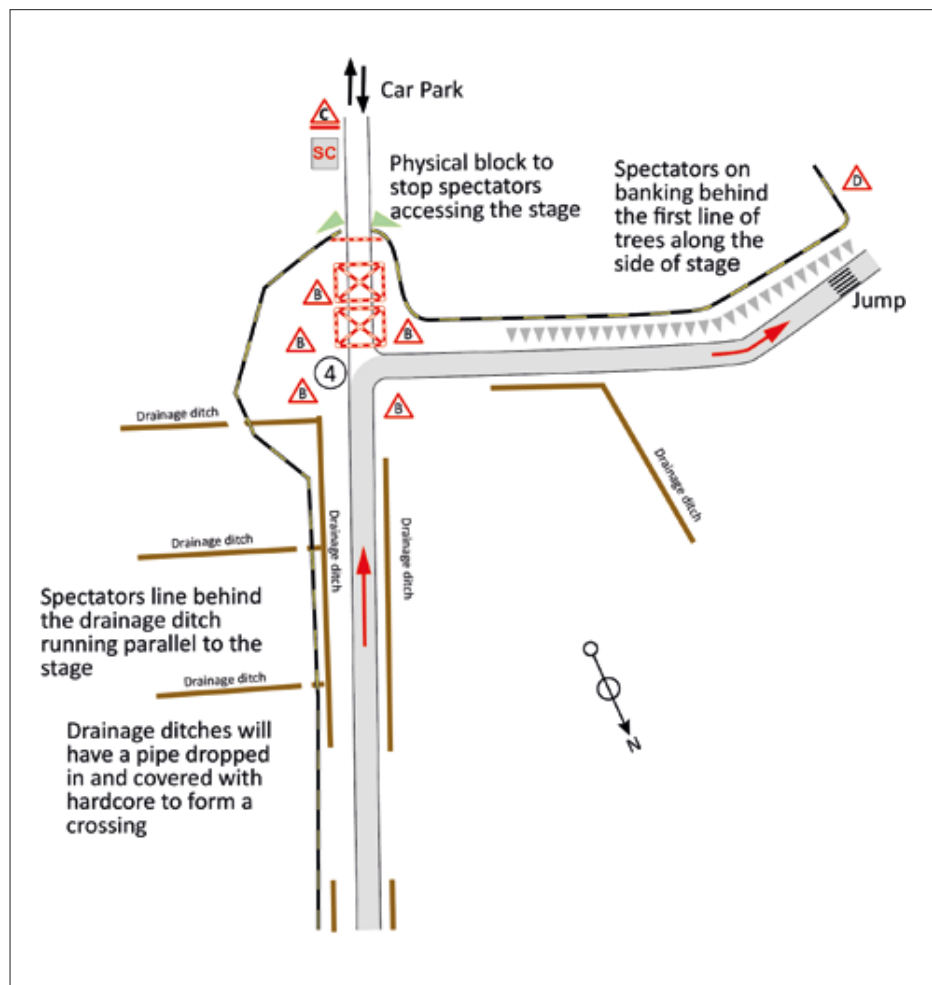 Car Park
C
SC
Physical block to
stop spectators
accessing the stage
Spectators on
banking behind
the first line of
trees along the
side of stage
D
Jump
B
B
B
4
B
B
Drainage ditch
Drainage ditch
Drainage ditch
Drainage ditch
Drainage ditch
Drainage ditch
Spectators line behind
the drainage ditch
running parallel to the
stage
Drainage ditches will
have a pipe dropped
in and covered with
hardcore to form a
crossing
N